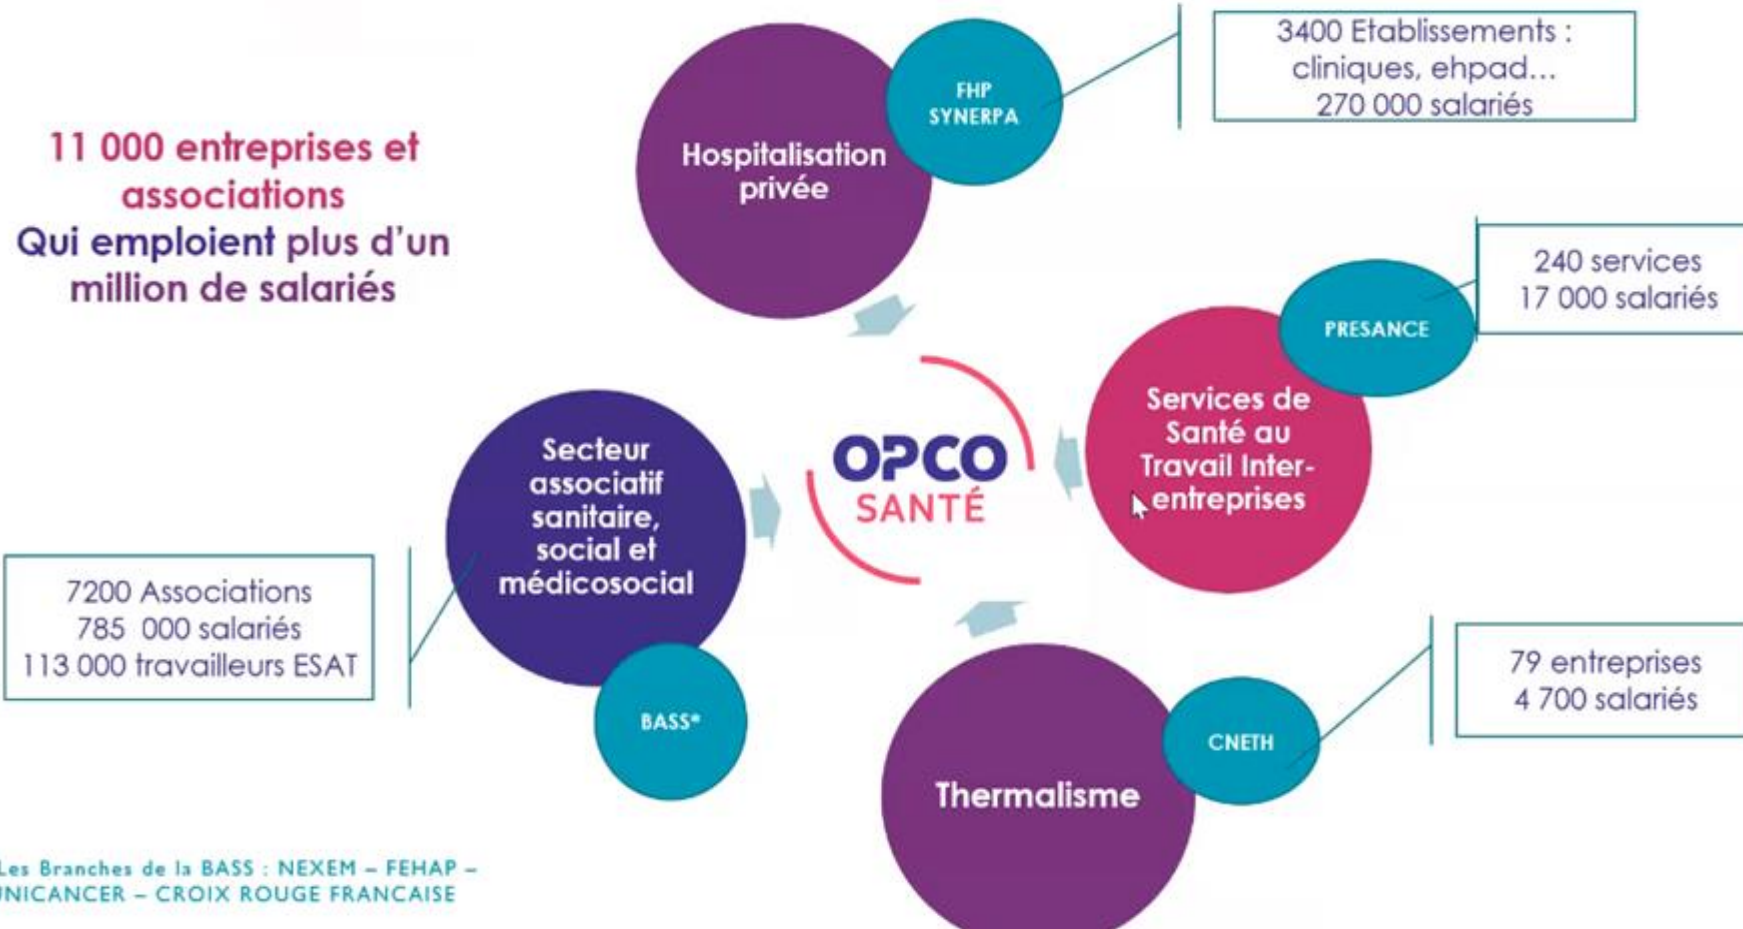 11 000 entreprises et
associations
Qui emploient plus d'un
million de salariés
Hospitalisation
privée
FHP
SYNERPA
3400 Etablissements :
cliniques, ehpad...
270 000 salariés
240 services
17 000 salariés
PRESANCE
Services de
Santé au
Travail Inter-
entreprises
OPCO
SANTÉ
Secteur
associatif
sanitaire,
social et
médicosocial
7200 Associations
785 000 salariés
113 000 travailleurs ESAT
BASS*
Thermalisme
CNETH
79 entreprises
4 700 salariés
Les Branches de la BASS : NEXEM – FEHAP –
UNICANCER – CROIX ROUGE FRANCAISE